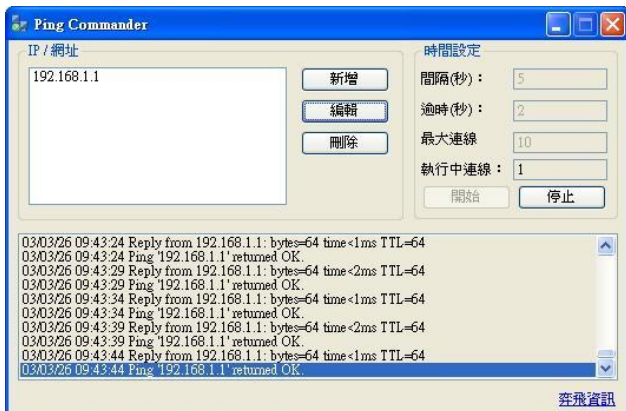 Ping Commander
IP / 網址
192.168.1.1
新增
編輯
刪除
時間設定
間隔(秒)：
5
逾時(秒)：
2
最大連線
10
執行中連線：
1
開始
停止
03/03/26 09:43:24 Reply from 192.168.1.1: bytes=64 time<1ms TTL=64
03/03/26 09:43:24 Ping '192.168.1.1' returned OK.
03/03/26 09:43:29 Reply from 192.168.1.1: bytes=64 time<2ms TTL=64
03/03/26 09:43:29 Ping '192.168.1.1' returned OK.
03/03/26 09:43:34 Reply from 192.168.1.1: bytes=64 time<1ms TTL=64
03/03/26 09:43:34 Ping '192.168.1.1' returned OK.
03/03/26 09:43:39 Reply from 192.168.1.1: bytes=64 time<2ms TTL=64
03/03/26 09:43:39 Ping '192.168.1.1' returned OK.
03/03/26 09:43:44 Reply from 192.168.1.1: bytes=64 time<1ms TTL=64
03/03/26 09:43:44 Ping '192.168.1.1' returned OK.
弈飛資訊